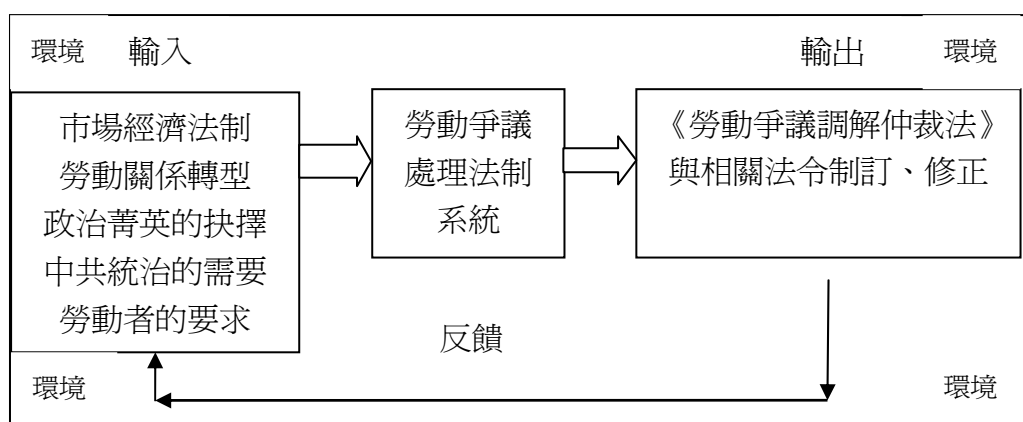 環境 輸入 輸出 環境
市場經濟法制
勞動關係轉型
政治菁英的抉擇
中共統治的需要
勞動者的要求
勞動爭議
處理法制
系統
《勞動爭議調解仲裁法》
與相關法令制訂、修正
反饋
環境 環境